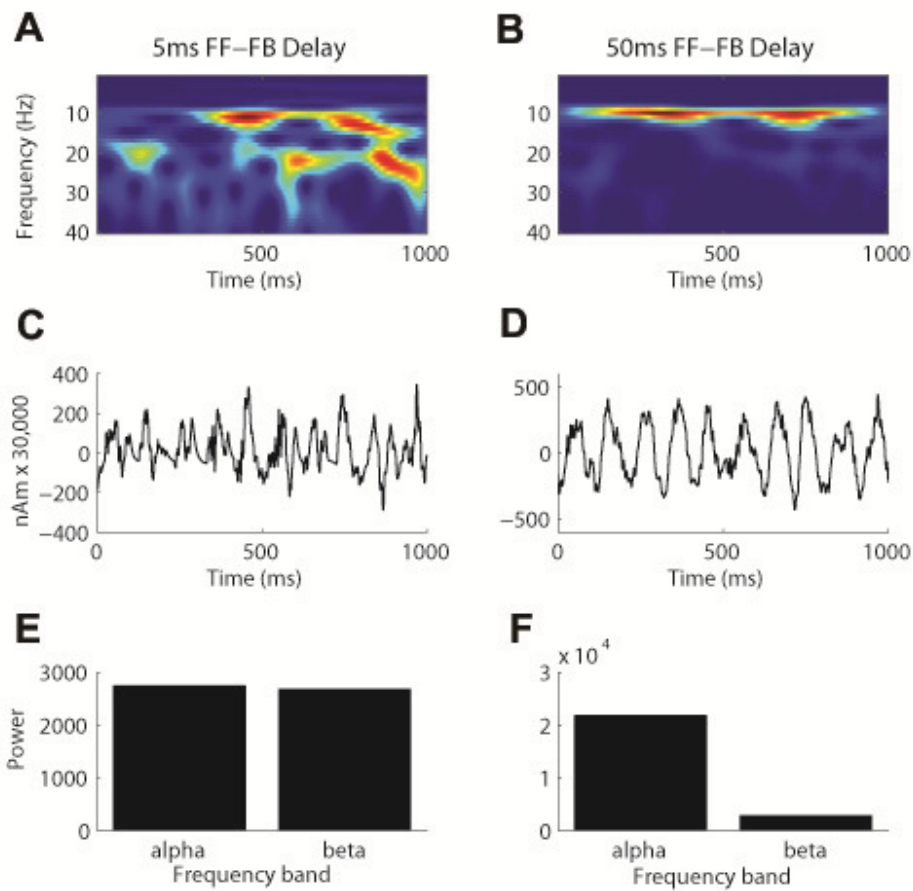 A
5ms FF−FB Delay
B
50ms FF−FB Delay
Frequency (Hz)
10
20
30
40
500
1000
Time (ms)
10
20
30
40
500
1000
Time (ms)
C
nAm x 30,000
400
200
0
−200
−400
0
500
1000
Time (ms)
D
500
0
−500
0
500
1000
Time (ms)
E
Power
3000
2000
1000
0
alpha
beta
Frequency band
F
x 10^4
3
2
1
0
alpha
beta
Frequency band